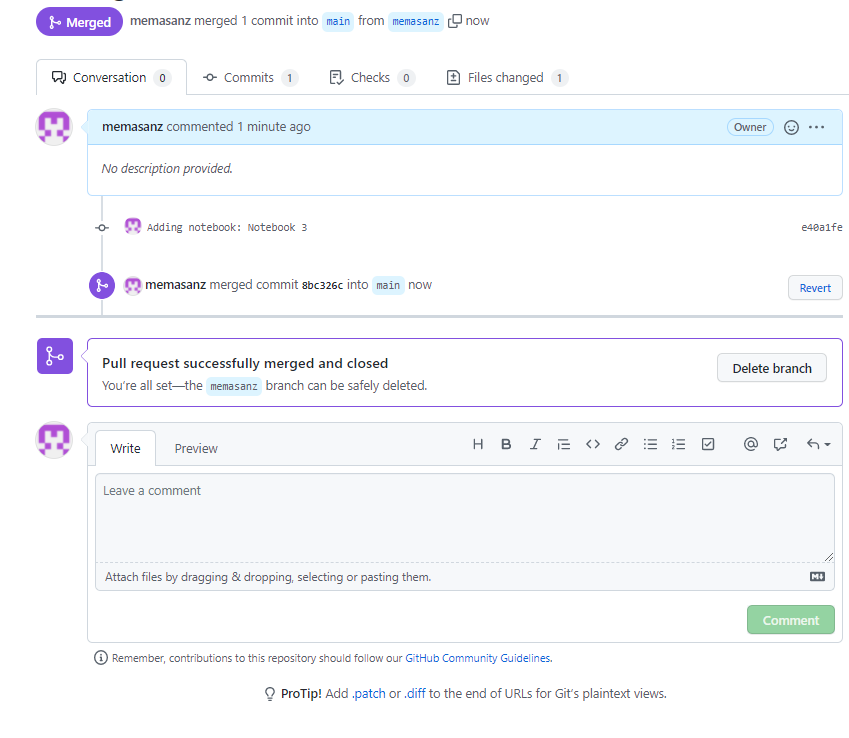 Merged memasanz merged 1 commit into main from memasanz now
Conversation 0 Commits 1 Checks 0 Files changed 1
memasanz commented 1 minute ago Owner
No description provided.
Adding notebook: Notebook 3 e40a1fe
memasanz merged commit 8bc326c into main now Revert
Pull request successfully merged and closed
You're all set—the memasanz branch can be safely deleted.
Delete branch
Write Preview H B I
Leave a comment
Attach files by dragging & dropping, selecting or pasting them.
Comment
Remember, contributions to this repository should follow our GitHub Community Guidelines.
ProTip! Add .patch or .diff to the end of URLs for Git's plaintext views.